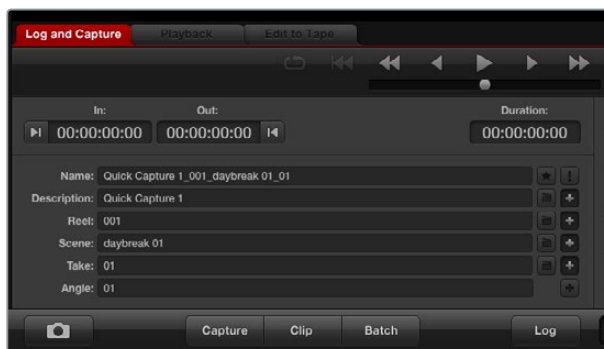 Log and Capture Playback Edit to Tape
In: Out: Duration:
00:00:00:00 00:00:00:00 00:00:00:00
Name: Quick Capture 1_001_daybreak 01_01
Description: Quick Capture 1
Reel: 001
Scene: daybreak 01
Take: 01
Angle: 01
Capture Clip Batch Log